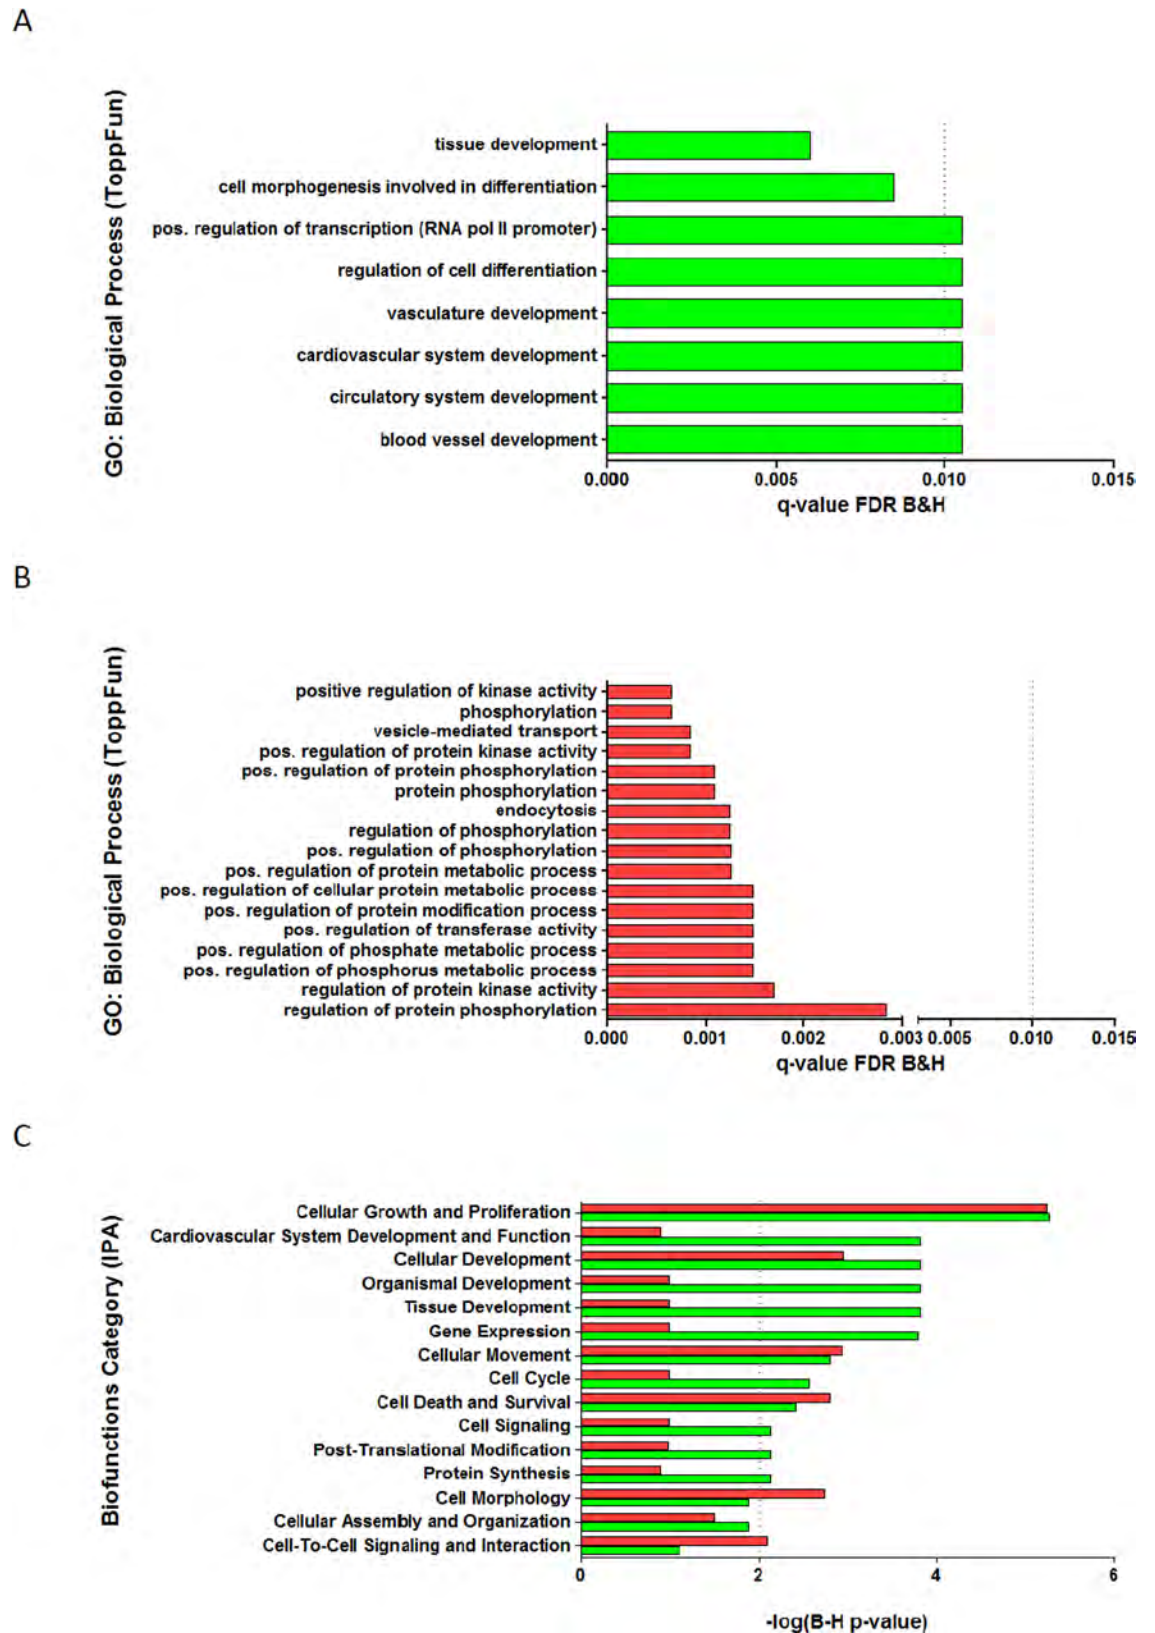 A
GO: Biological Process (ToppFun)
tissue development
cell morphogenesis involved in differentiation
pos. regulation of transcription (RNA pol II promoter)
regulation of cell differentiation
vasculature development
cardiovascular system development
circulatory system development
blood vessel development
0.000 0.005 0.010 0.015
q-value FDR B&H
B
GO: Biological Process (ToppFun)
positive regulation of kinase activity
phosphorylation
vesicle-mediated transport
pos. regulation of protein kinase activity
pos. regulation of protein phosphorylation
protein phosphorylation
endocytosis
regulation of phosphorylation
pos. regulation of phosphorylation
pos. regulation of protein metabolic process
pos. regulation of cellular protein metabolic process
pos. regulation of protein modification process
pos. regulation of transferase activity
pos. regulation of phosphate metabolic process
pos. regulation of phosphorus metabolic process
regulation of protein kinase activity
regulation of protein phosphorylation
0.000 0.001 0.002 0.003 0.005 0.010 0.015
q-value FDR B&H
C
Biofunctions Category (IPA)
Cellular Growth and Proliferation
Cardiovascular System Development and Function
Cellular Development
Organismal Development
Tissue Development
Gene Expression
Cellular Movement
Cell Cycle
Cell Death and Survival
Cell Signaling
Post-Translational Modification
Protein Synthesis
Cell Morphology
Cellular Assembly and Organization
Cell-To-Cell Signaling and Interaction
0 2 4 6
-log(B-H p-value)